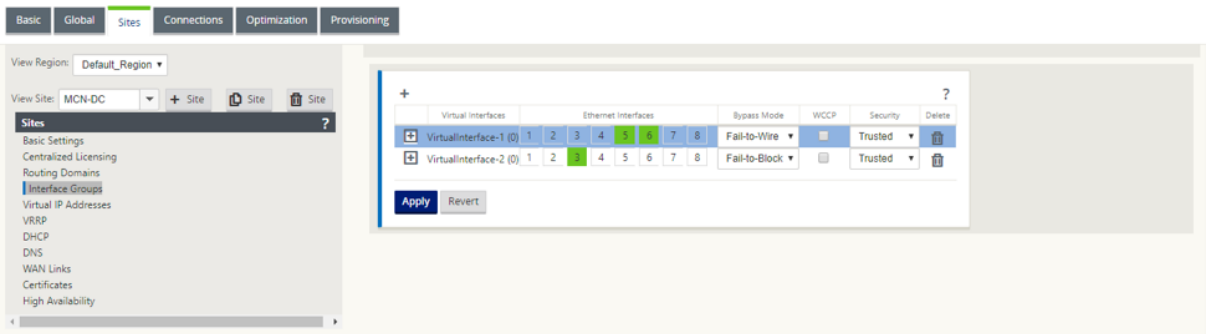 Basic Global Sites Connections Optimization Provisioning
View Region: Default_Region
View Site: MCN-DC + Site Site Site
Sites ?
Basic Settings
Centralized Licensing
Routing Domains
Interface Groups
Virtual IP Addresses
VRRP
DHCP
DNS
WAN Links
Certificates
High Availability
+ ?
Virtual Interfaces Ethernet Interfaces Bypass Mode WCCP Security Delete
+ VirtualInterface-1 (0) 1 2 3 4 5 6 7 8 Fail-to-Wire Trusted
+ VirtualInterface-2 (0) 1 2 3 4 5 6 7 8 Fail-to-Block Trusted
Apply Revert